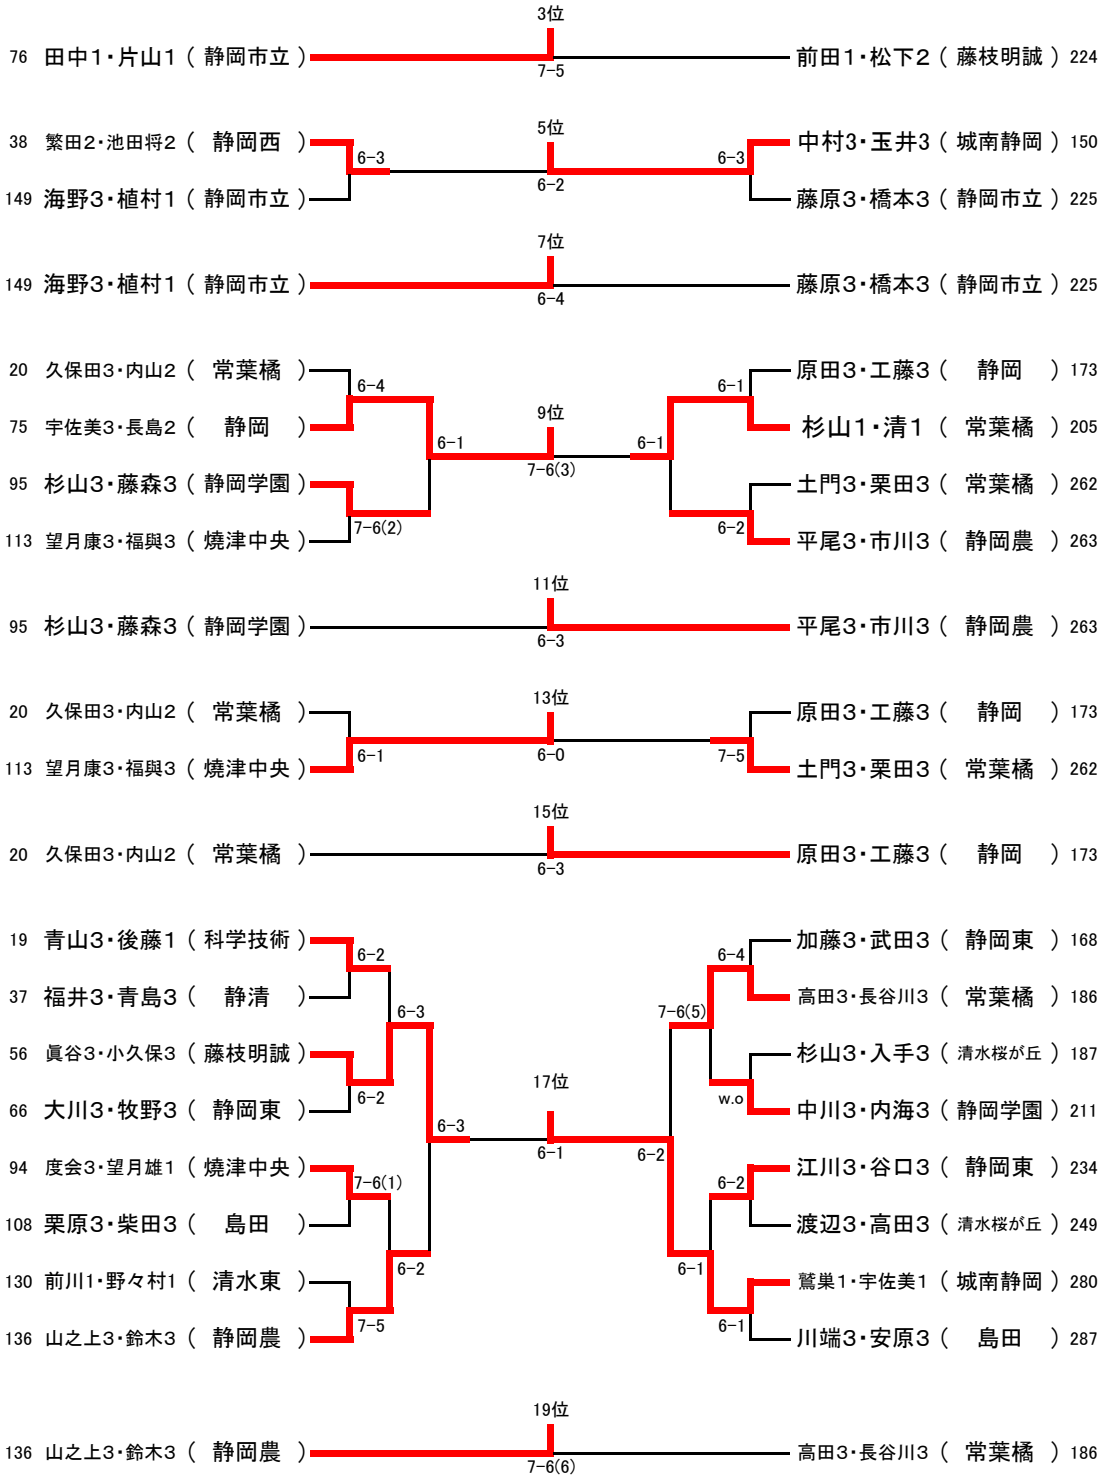 3位
76 田中1・片山1 ( 静岡市立 ) 前田1・松下2 ( 藤枝明誠 ) 224
7-5
5位
38 繁田2・池田将2 ( 静岡西 ) 中村3・玉井3 ( 城南静岡 ) 150
6-3 6-3
6-2
149 海野3・植村1 ( 静岡市立 ) 藤原3・橋本3 ( 静岡市立 ) 225
7位
149 海野3・植村1 ( 静岡市立 ) 藤原3・橋本3 ( 静岡市立 ) 225
6-4
20 久保田3・内山2 ( 常葉橘 ) 原田3・工藤3 ( 静岡 ) 173
6-4 6-1
9位
75 宇佐美3・長島2 ( 静岡 ) 杉山1・清1 ( 常葉橘 ) 205
6-1 6-1
7-6(3)
95 杉山3・藤森3 ( 静岡学園 ) 土門3・栗田3 ( 常葉橘 ) 262
7-6(2) 6-2
113 望月康3・福與3 ( 焼津中央 ) 平尾3・市川3 ( 静岡農 ) 263
11位
95 杉山3・藤森3 ( 静岡学園 ) 平尾3・市川3 ( 静岡農 ) 263
6-3
13位
20 久保田3・内山2 ( 常葉橘 ) 原田3・工藤3 ( 静岡 ) 173
6-1 6-0 7-5
113 望月康3・福與3 ( 焼津中央 ) 土門3・栗田3 ( 常葉橘 ) 262
15位
20 久保田3・内山2 ( 常葉橘 ) 原田3・工藤3 ( 静岡 ) 173
6-3
19 青山3・後藤1 ( 科学技術 ) 加藤3・武田3 ( 静岡東 ) 168
6-2 6-4
37 福井3・青島3 ( 静清 ) 高田3・長谷川3 ( 常葉橘 ) 186
6-3 7-6(5)
56 眞谷3・小久保3 ( 藤枝明誠 ) 杉山3・入手3 ( 清水桜が丘 ) 187
17位
6-2 w.o
66 大川3・牧野3 ( 静岡東 ) 中川3・内海3 ( 静岡学園 ) 211
6-3 6-1 6-2
94 度会3・望月雄1 ( 焼津中央 ) 江川3・谷口3 ( 静岡東 ) 234
7-6(1) 6-2
108 栗原3・柴田3 ( 島田 ) 渡辺3・高田3 ( 清水桜が丘 ) 249
6-2 6-1
130 前川1・野々村1 ( 清水東 ) 鷲巣1・宇佐美1 ( 城南静岡 ) 280
7-5 6-1
136 山之上3・鈴木3 ( 静岡農 ) 川端3・安原3 ( 島田 ) 287
19位
136 山之上3・鈴木3 ( 静岡農 ) 高田3・長谷川3 ( 常葉橘 ) 186
7-6(6)